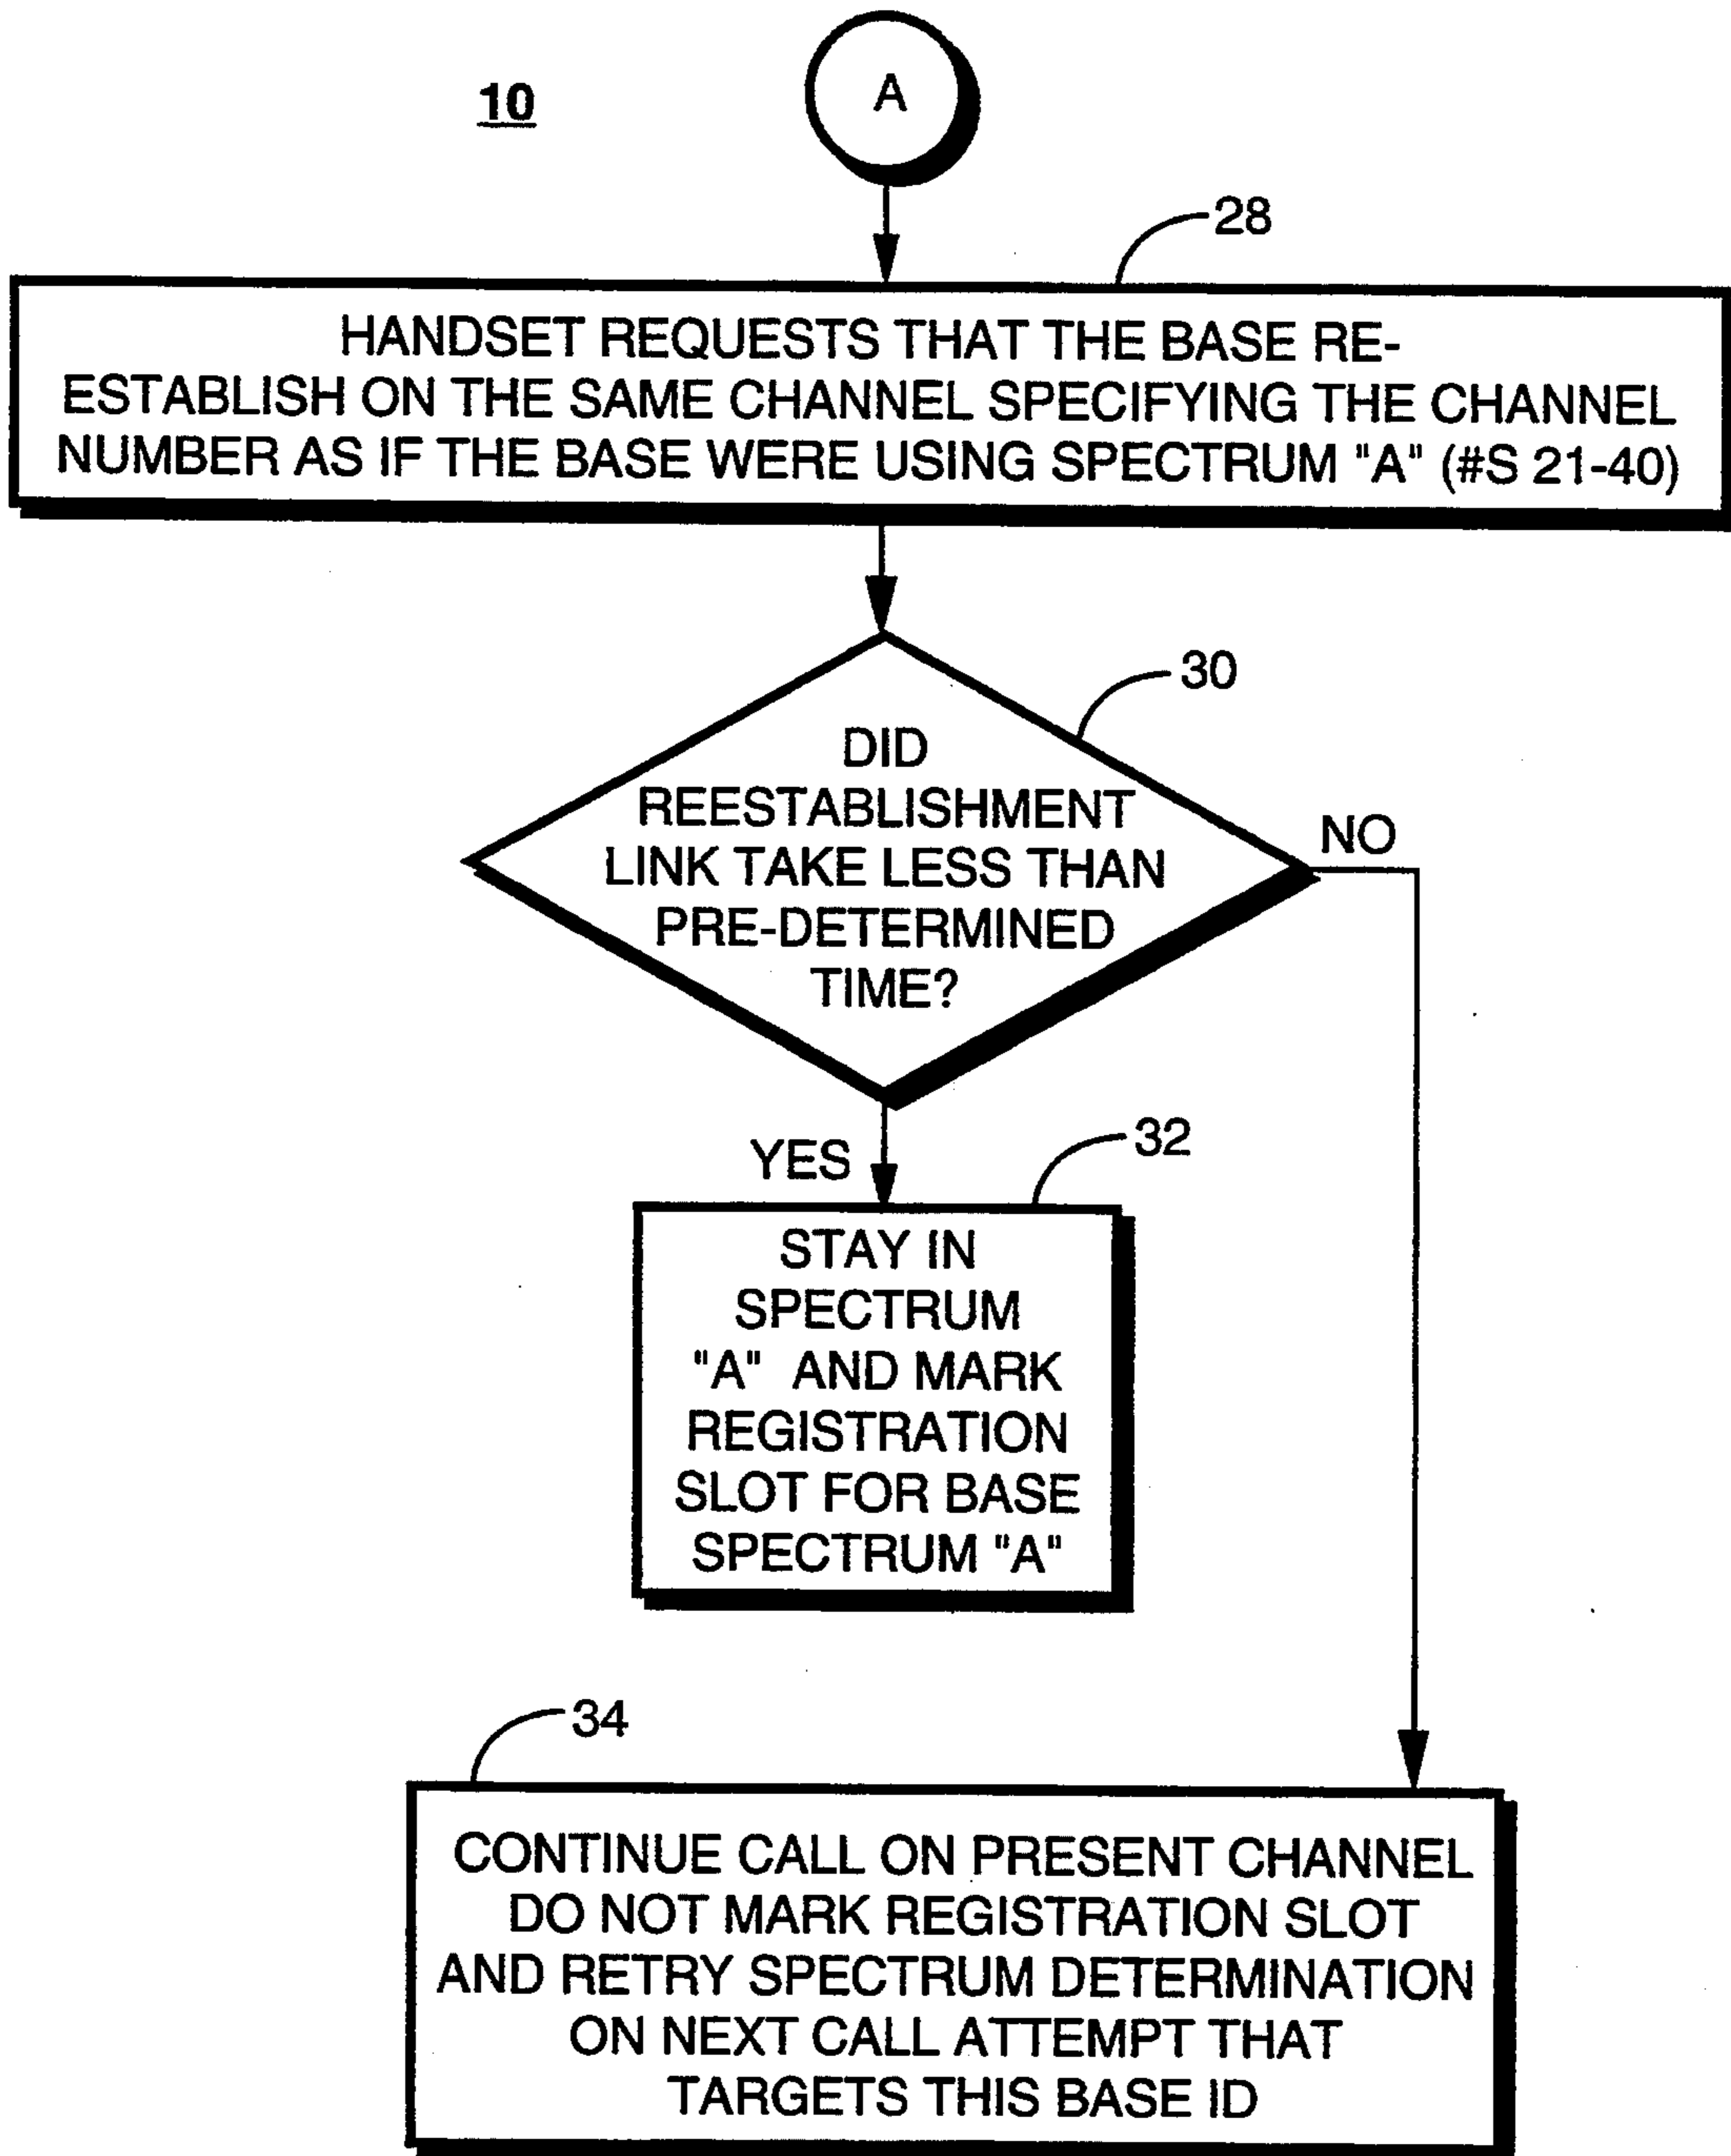 10
A
28
HANDSET REQUESTS THAT THE BASE RE-
ESTABLISH ON THE SAME CHANNEL SPECIFYING THE CHANNEL
NUMBER AS IF THE BASE WERE USING SPECTRUM "A" (#S 21-40)
30
DID
REESTABLISHMENT
LINK TAKE LESS THAN
PRE-DETERMINED
TIME?
NO
YES
32
STAY IN
SPECTRUM
"A" AND MARK
REGISTRATION
SLOT FOR BASE
SPECTRUM "A"
34
CONTINUE CALL ON PRESENT CHANNEL
DO NOT MARK REGISTRATION SLOT
AND RETRY SPECTRUM DETERMINATION
ON NEXT CALL ATTEMPT THAT
TARGETS THIS BASE ID